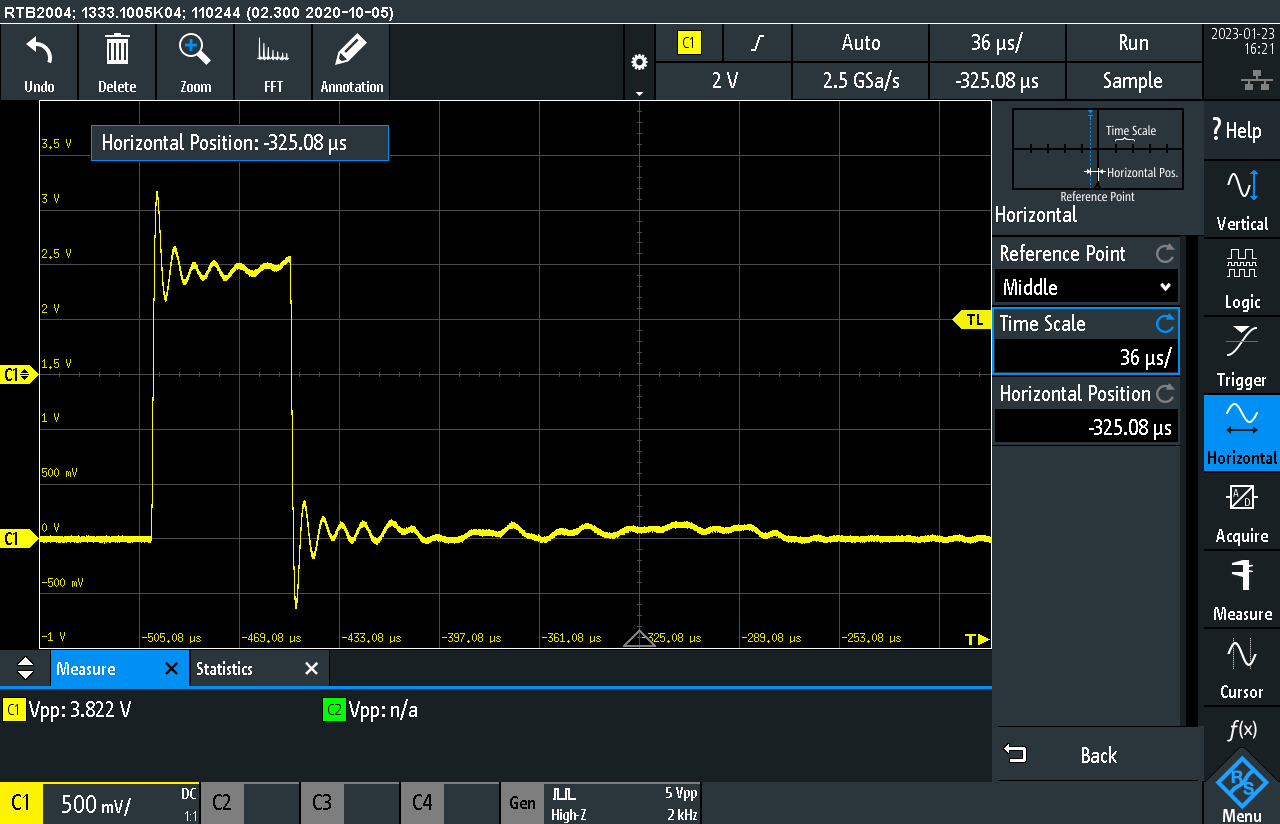 RTB2004; 1333.1005K04; 110244 (02.300 2020-10-05)
Undo
Delete
Zoom
FFT
Annotation
C1
Auto
36 µs/
Run
2 V
2.5 GSa/s
-325.08 µs
Sample
2023-01-23
16:21
Horizontal Position: -325.08 µs
3.5 V
3 V
2.5 V
2 V
1.5 V
1 V
500 mV
0 V
-500 mV
-1 V
C1
C1
TL
T
-505.08 µs
-469.08 µs
-433.08 µs
-397.08 µs
-361.08 µs
-325.08 µs
-289.08 µs
-253.08 µs
Time Scale
Horizontal Pos.
Reference Point
Horizontal
Reference Point
Middle
Time Scale
36 µs/
Horizontal Position
-325.08 µs
Back
? Help
Vertical
Logic
Trigger
Horizontal
A
D
Acquire
Measure
Cursor
f(x)
R S
Menu
Measure
Statistics
C1 Vpp: 3.822 V
C2 Vpp: n/a
C1
500 mV/
DC
1:1
C2
C3
C4
Gen
High-Z
5 Vpp
2 kHz